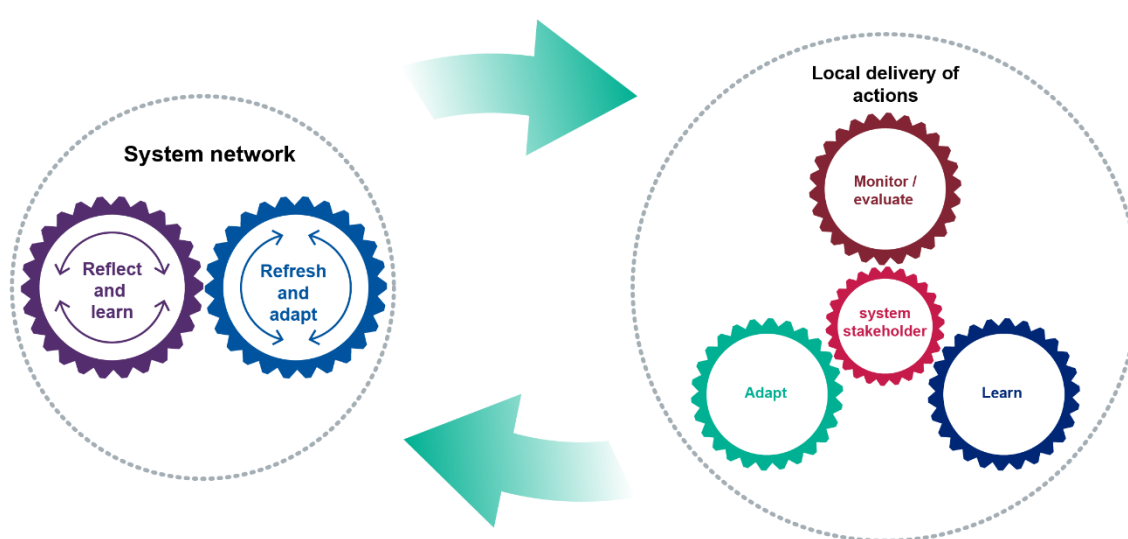 System network
Reflect
and
learn
Refresh
and
adapt
Local delivery of
actions
Monitor /
evaluate
system
stakeholder
Adapt
Learn